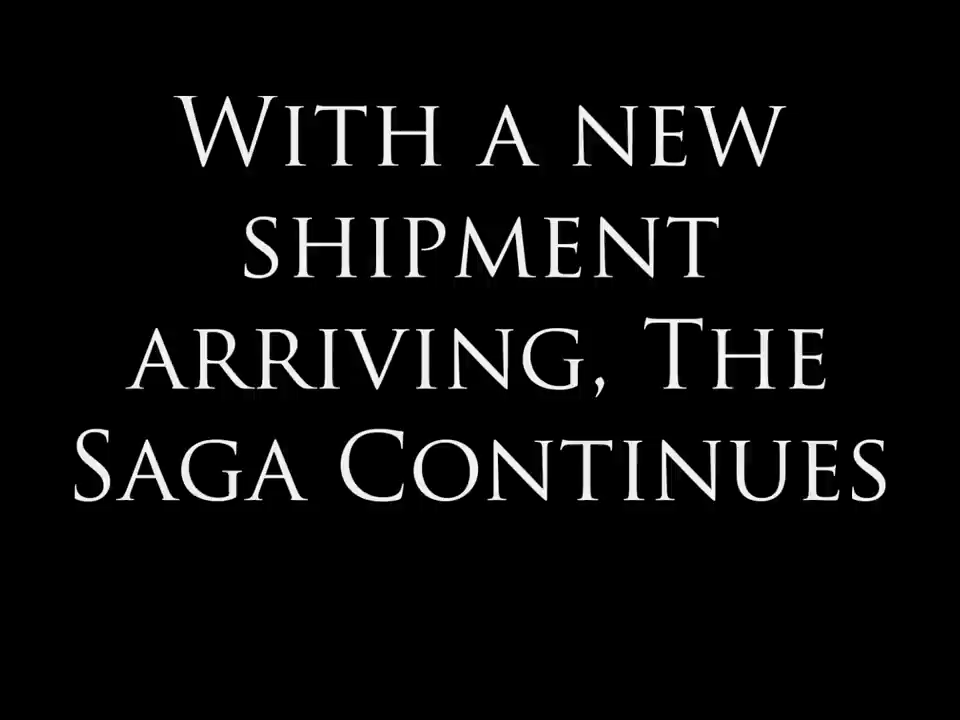 With a new
shipment
arriving, The
Saga Continues